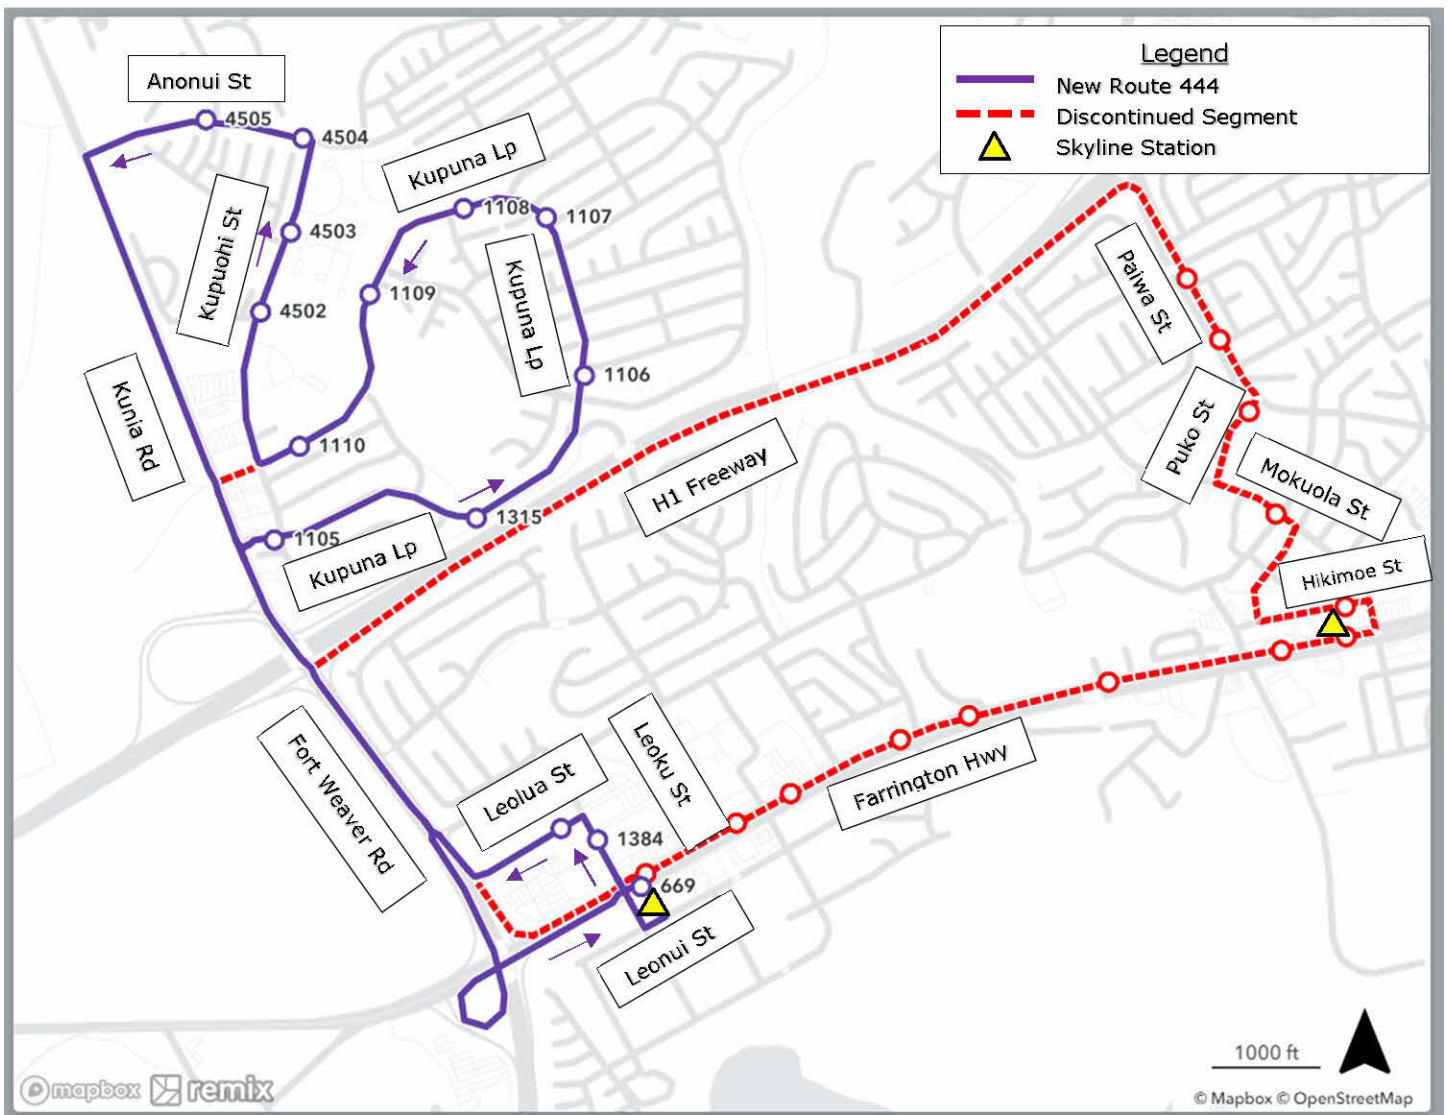 Legend
New Route 444
Discontinued Segment
Skyline Station
Anonui St
4505
4504
Kupuna Lp
1108
1107
Kupuohi St
4503
Kupuna Lp
1109
4502
Paiwa St
1106
Kunia Rd
Puko St
1110
H1 Freeway
Mokuola St
1315
1105
Kupuna Lp
Hikimoe St
Fort Weaver Rd
Leoku St
Leolua St
Farrington Hwy
1384
669
Leonui St
1000 ft
mapbox remix
© Mapbox © OpenStreetMap